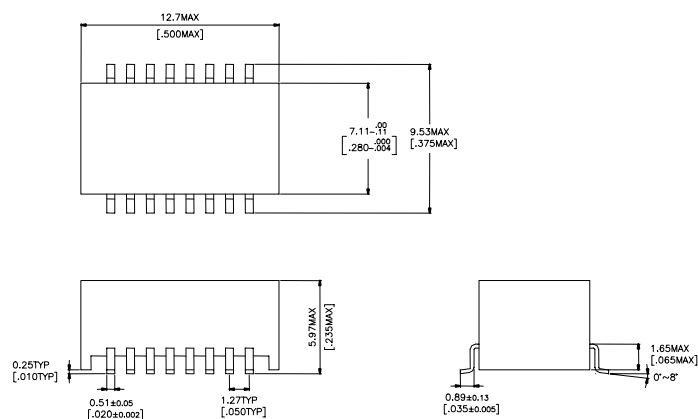 12.7MAX
[.500MAX]
7.11 +.00 -.11
[.280 +.000 -.004]
9.53MAX
[.375MAX]
5.97MAX
[.235MAX]
0.25TYP
[.010TYP]
0.51±0.05
[.020±0.002]
1.27TYP
[.050TYP]
1.65MAX
[.065MAX]
0°~8°
0.89±0.13
[.035±0.005]